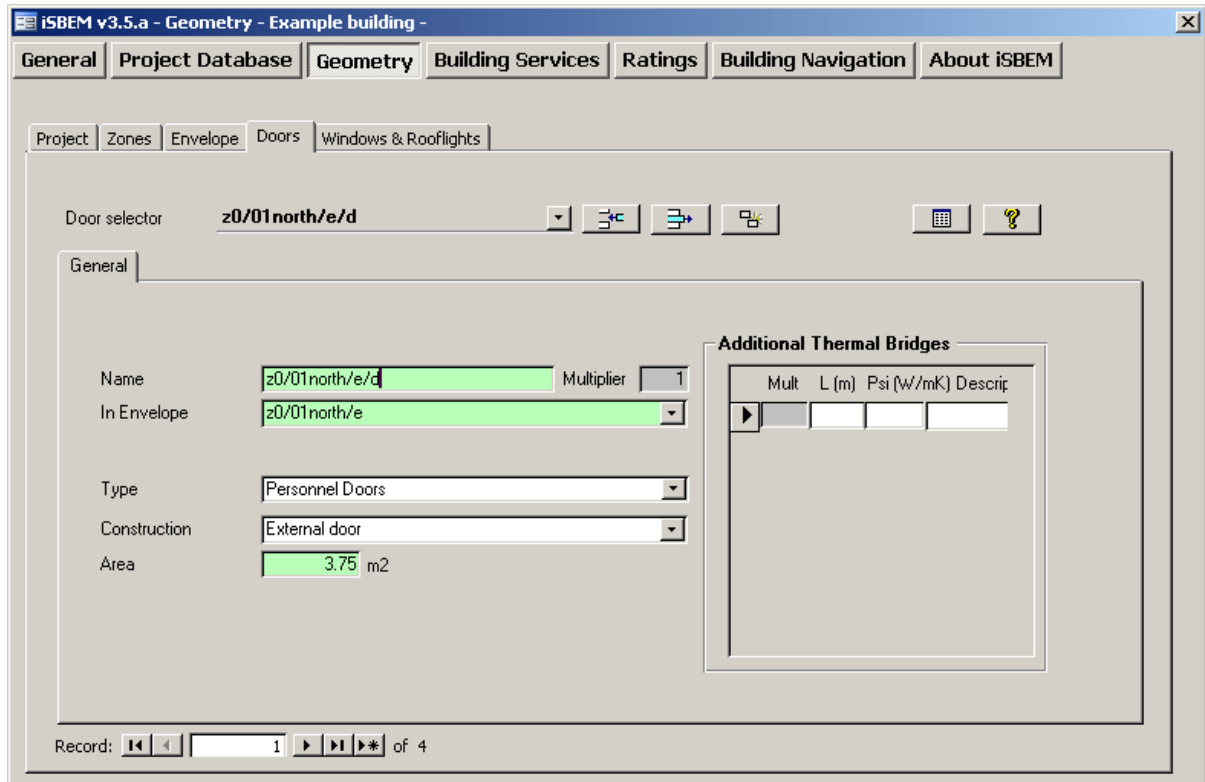 iSBEM v3.5.a - Geometry - Example building -
General Project Database Geometry Building Services Ratings Building Navigation About iSBEM
Project Zones Envelope Doors Windows & Rooflights
Door selector z0/01north/e/d
General
Additional Thermal Bridges
Name z0/01north/e/d Multiplier 1
Mult L (m) Psi (W/mK) Descrip
In Envelope z0/01north/e
Type Personnel Doors
Construction External door
Area 3.75 m2
Record: 1 of 4